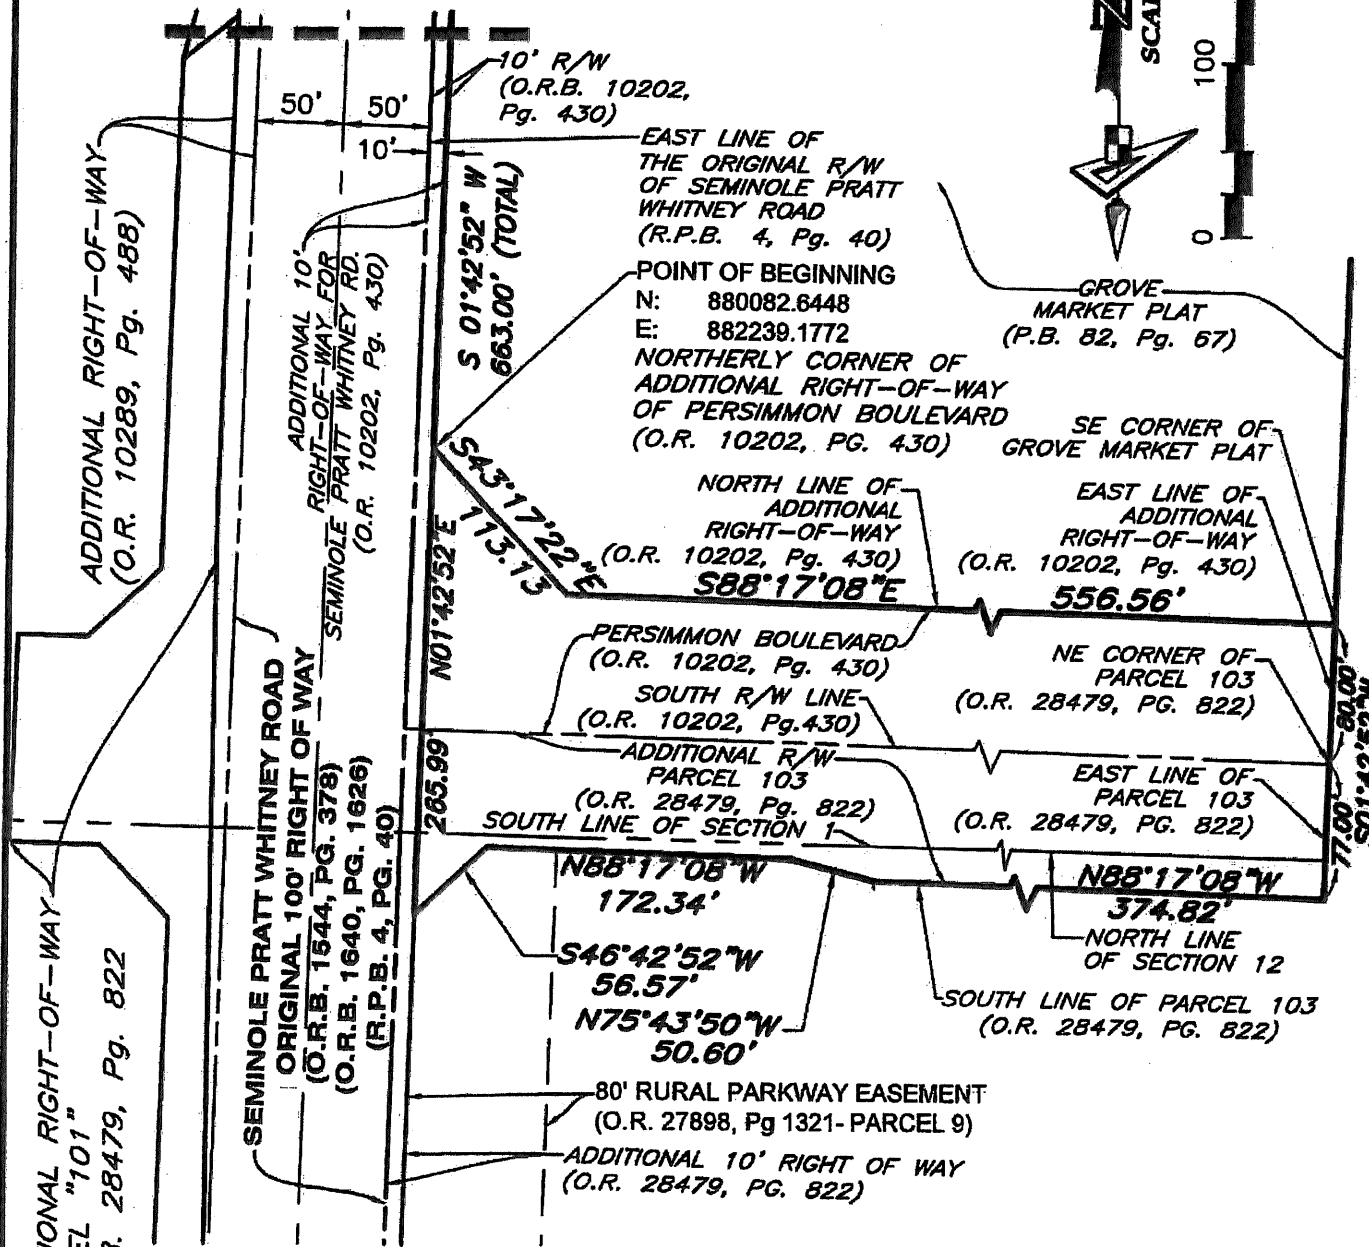 10' R/W
(O.R.B. 10202,
Pg. 430)
50'
50'
10'
SCAL
0
100
ADDITIONAL RIGHT-OF-WAY
(O.R. 10289, Pg. 488)
ADDITIONAL 10'
RIGHT-OF-WAY FOR
SEMINOLE PRATT WHITNEY RD.
(O.R. 10202, Pg. 430)
S 01°42'52" W
663.00' (TOTAL)
EAST LINE OF
THE ORIGINAL R/W
OF SEMINOLE PRATT
WHITNEY ROAD
(R.P.B. 4, Pg. 40)
POINT OF BEGINNING
N: 880082.6448
E: 882239.1772
NORTHERLY CORNER OF
ADDITIONAL RIGHT-OF-WAY
OF PERSIMMON BOULEVARD
(O.R. 10202, PG. 430)
GROVE
MARKET PLAT
(P.B. 82, Pg. 67)
SE CORNER OF
GROVE MARKET PLAT
S43°17'22"E
113.13
NORTH LINE OF
ADDITIONAL
RIGHT-OF-WAY
(O.R. 10202, Pg. 430)
EAST LINE OF
ADDITIONAL
RIGHT-OF-WAY
(O.R. 10202, Pg. 430)
S88°17'08"E
556.56'
N01°42'52"E
265.99'
PERSIMMON BOULEVARD
(O.R. 10202, Pg. 430)
SOUTH R/W LINE
(O.R. 10202, Pg.430)
NE CORNER OF
PARCEL 103
(O.R. 28479, PG. 822)
80.00'
77.00'
S01°42'52"W
ADDITIONAL R/W
PARCEL 103
(O.R. 28479, Pg. 822)
SOUTH LINE OF SECTION 1
EAST LINE OF
PARCEL 103
(O.R. 28479, PG. 822)
N88°17'08"W
172.34'
N88°17'08"W
374.82'
NORTH LINE
OF SECTION 12
S46°42'52"W
56.57'
N75°43'50"W
50.60'
SOUTH LINE OF PARCEL 103
(O.R. 28479, PG. 822)
SEMINOLE PRATT WHITNEY ROAD
ORIGINAL 100' RIGHT OF WAY
(O.R.B. 1544, PG. 378)
(O.R.B. 1640, PG. 1626)
(R.P.B. 4, PG. 40)
80' RURAL PARKWAY EASEMENT
(O.R. 27898, Pg 1321- PARCEL 9)
ADDITIONAL 10' RIGHT OF WAY
(O.R. 28479, PG. 822)
IONAL RIGHT-OF-WAY
EL "101"
28479, Pg. 822